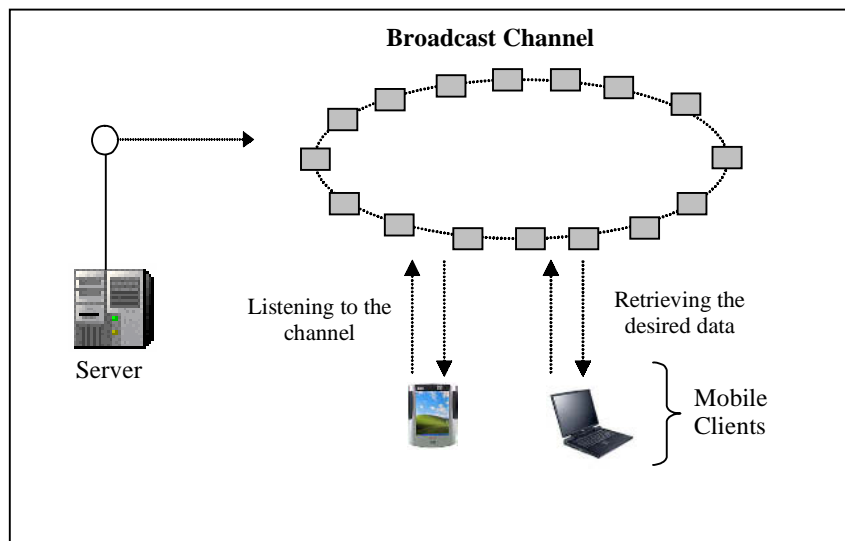 Broadcast Channel
Listening to the
channel
Retrieving the
desired data
Server
Mobile
Clients